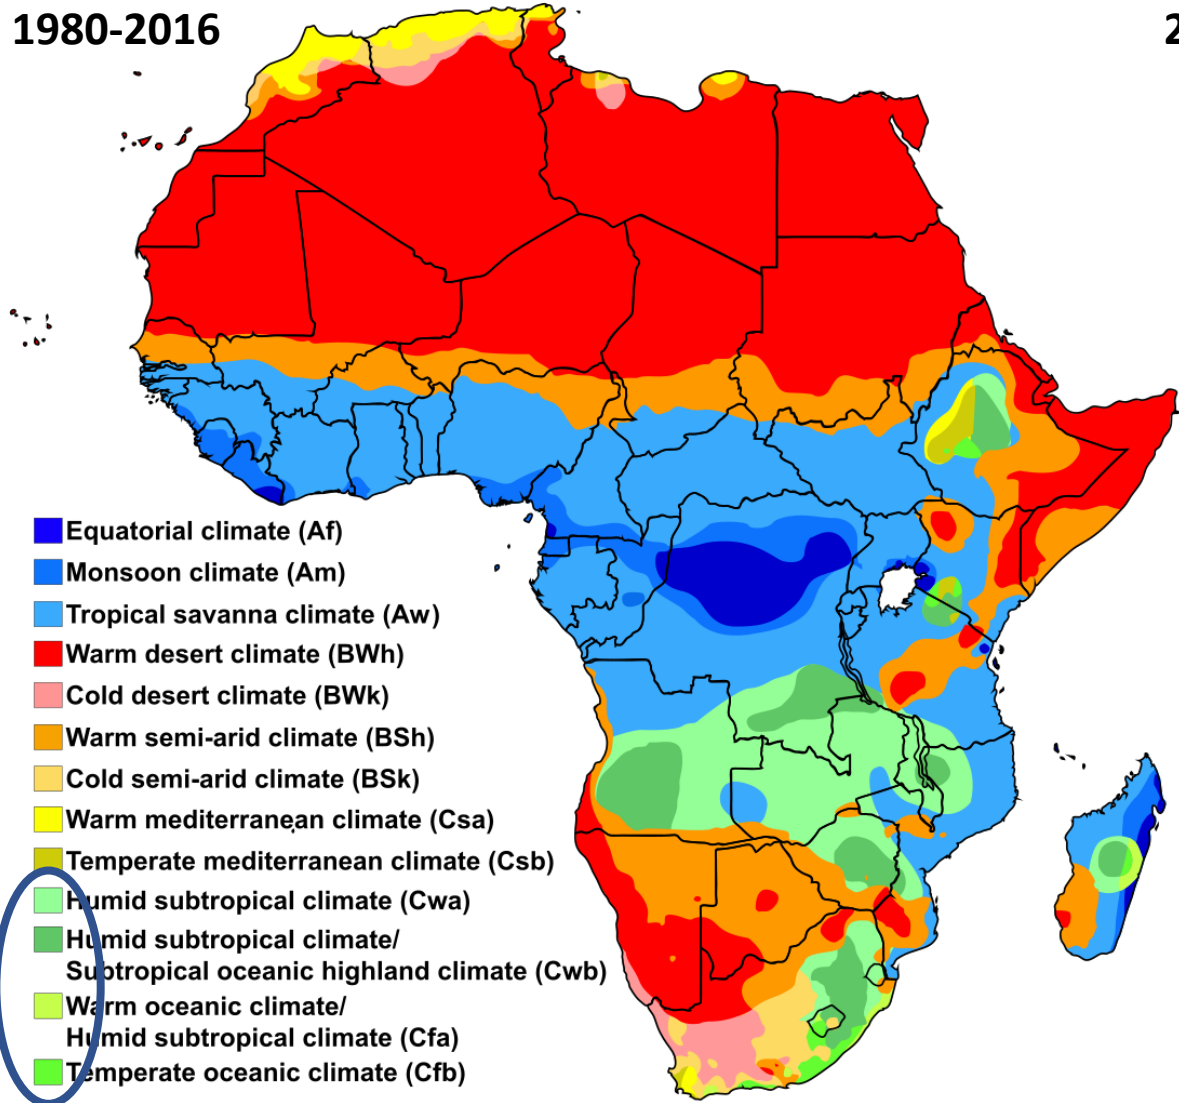 1980-2016
2
Equatorial climate (Af)
Monsoon climate (Am)
Tropical savanna climate (Aw)
Warm desert climate (BWh)
Cold desert climate (BWk)
Warm semi-arid climate (BSh)
Cold semi-arid climate (BSk)
Warm mediterranean climate (Csa)
Temperate mediterranean climate (Csb)
Humid subtropical climate (Cwa)
Humid subtropical climate/
Subtropical oceanic highland climate (Cwb)
Warm oceanic climate/
Humid subtropical climate (Cfa)
Temperate oceanic climate (Cfb)